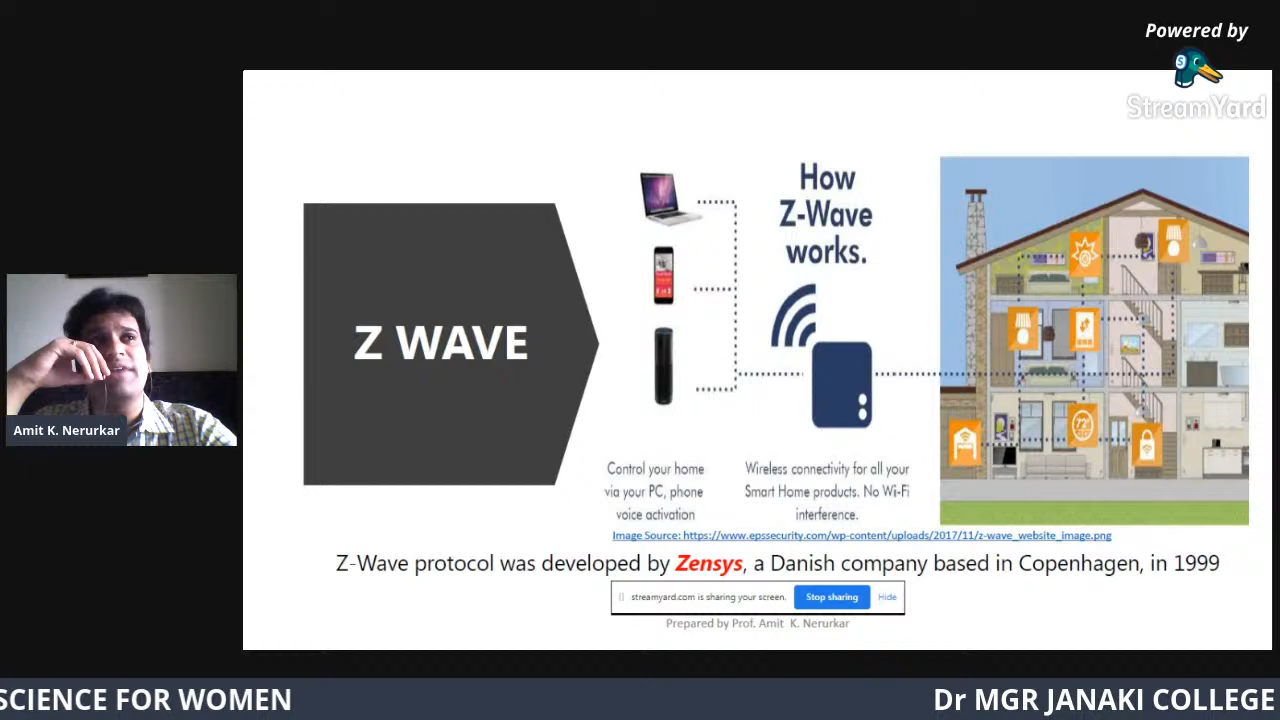 Powered by
StreamYard
How
Z-Wave
works.
Z WAVE
Amit K. Nerurkar
Control your home
via your PC, phone
voice activation
Wireless connectivity for all your
Smart Home products. No Wi-Fi
interference.
72°
Image Source: https://www.epssecurity.com/wp-content/uploads/2017/11/z-wave_website_image.png
Z-Wave protocol was developed by Zensys, a Danish company based in Copenhagen, in 1999
streamyard.com is sharing your screen. Stop sharing Hide
Prepared by Prof. Amit K. Nerurkar
SCIENCE FOR WOMEN Dr MGR JANAKI COLLEGE